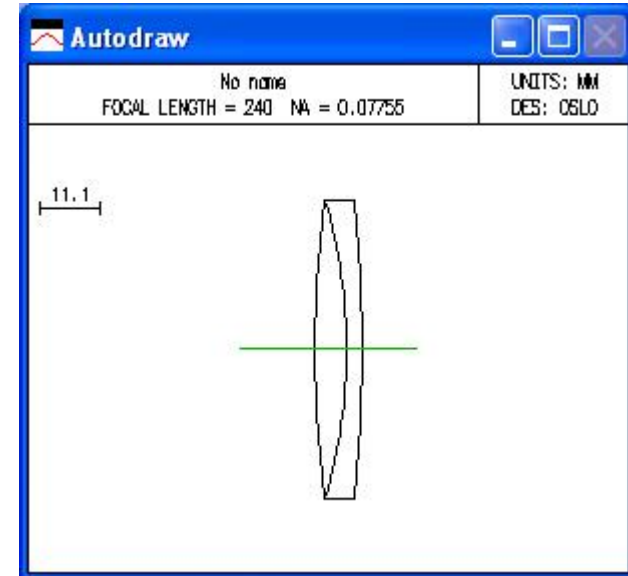 Autodraw
No name
FOCAL LENGTH = 240 NA = 0.07755
UNITS: MM
DES: OSLO
11.1